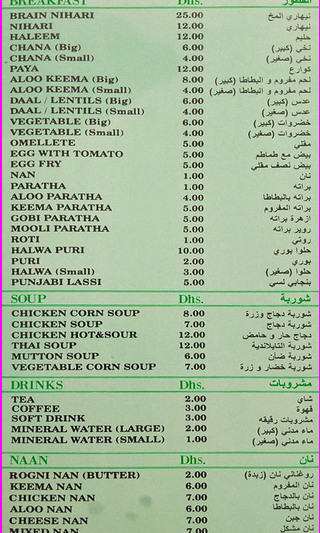 BREAKFAST Dhs. الفطور
BRAIN NIHARI 25.00 نيهاري المخ
NIHARI 12.00 نيهاري
HALEEM 12.00 حليم
CHANA (Big) 6.00 نخي (كبير)
CHANA (Small) 4.00 نخي (صغير)
PAYA 12.00 كوارع
ALOO KEEMA (Big) 8.00 لحم مفروم و البطاطا (كبير)
ALOO KEEMA (Small) 4.00 لحم مفروم و البطاطا (صغير)
DAAL / LENTILS (Big) 6.00 عدس (كبير)
DAAL / LENTILS (Small) 4.00 عدس (صغير)
VEGETABLE (Big) 6.00 خضروات (كبير)
VEGETABLE (Small) 4.00 خضروات (صغير)
OMELLETE 5.00 مقلي
EGG WITH TOMATO 5.00 بيض مع طماطم
EGG FRY 5.00 بيض نصف مقلي
NAN 1.00 نان
PARATHA 1.00 براته
ALOO PARATHA 4.00 براته بالبطاطا
KEEMA PARATHA 5.00 براته المفروم
GOBI PARATHA 5.00 ازهرة براته
MOOLI PARATHA 5.00 روير براته
ROTI 1.00 روتي
HALWA PURI 10.00 حلوا بوري
PURI 2.00 بوري
HALWA (Small) 3.00 حلوا (صغير)
PUNJABI LASSI 5.00 بنجابي لسي
SOUP Dhs. شوربة
CHICKEN CORN SOUP 8.00 شوربة دجاج وزرة
CHICKEN SOUP 7.00 شوربة دجاج
CHICKEN HOT&SOUR 12.00 دجاج حار و حامض
THAI SOUP 12.00 شوربة التايلاندية
MUTTON SOUP 6.00 شوربة ضأن
VEGETABLE CORN SOUP 7.00 شوربة خضار و زرة
DRINKS Dhs. مشروبات
TEA 2.00 شاي
COFFEE 3.00 قهوة
SOFT DRINK 3.00 مشروبات رقيقه
MINERAL WATER (LARGE) 2.00 ماء مدني (كبير)
MINERAL WATER (SMALL) 1.00 ماء مدني (صغير)
NAAN Dhs. نان
ROGNI NAN (BUTTER) 2.00 روغناني نان (زبدة)
KEEMA NAN 6.00 نان المفروم
CHICKEN NAN 7.00 نان بالدجاج
ALOO NAN 6.00 نان بالبطاطا
CHEESE NAN 7.00 نان جبن
MIXED NAN 7.00 نان مشكل